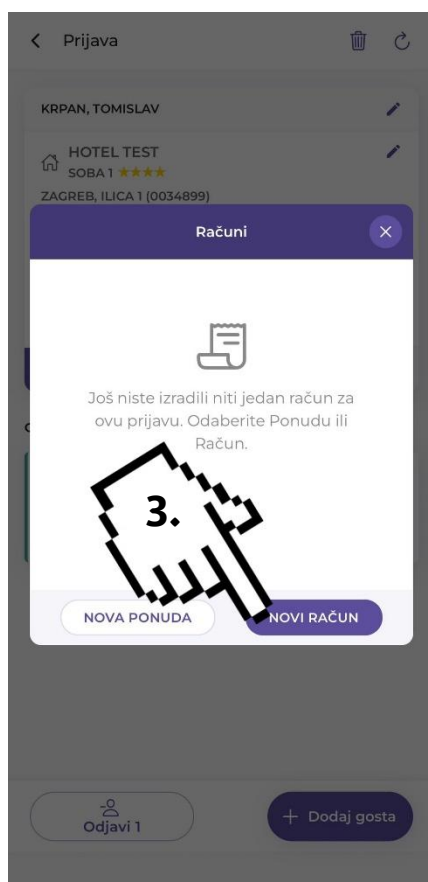 Prijava
KRPAN, TOMISLAV
HOTEL TEST
SOBA 1 ★★★★
ZAGREB, ILICA 1 (0034899)
Računi
Još niste izradili niti jedan račun za
ovu prijavu. Odaberite Ponudu ili
Račun.
3.
NOVA PONUDA
NOVI RAČUN
Odjavi 1
+ Dodaj gosta